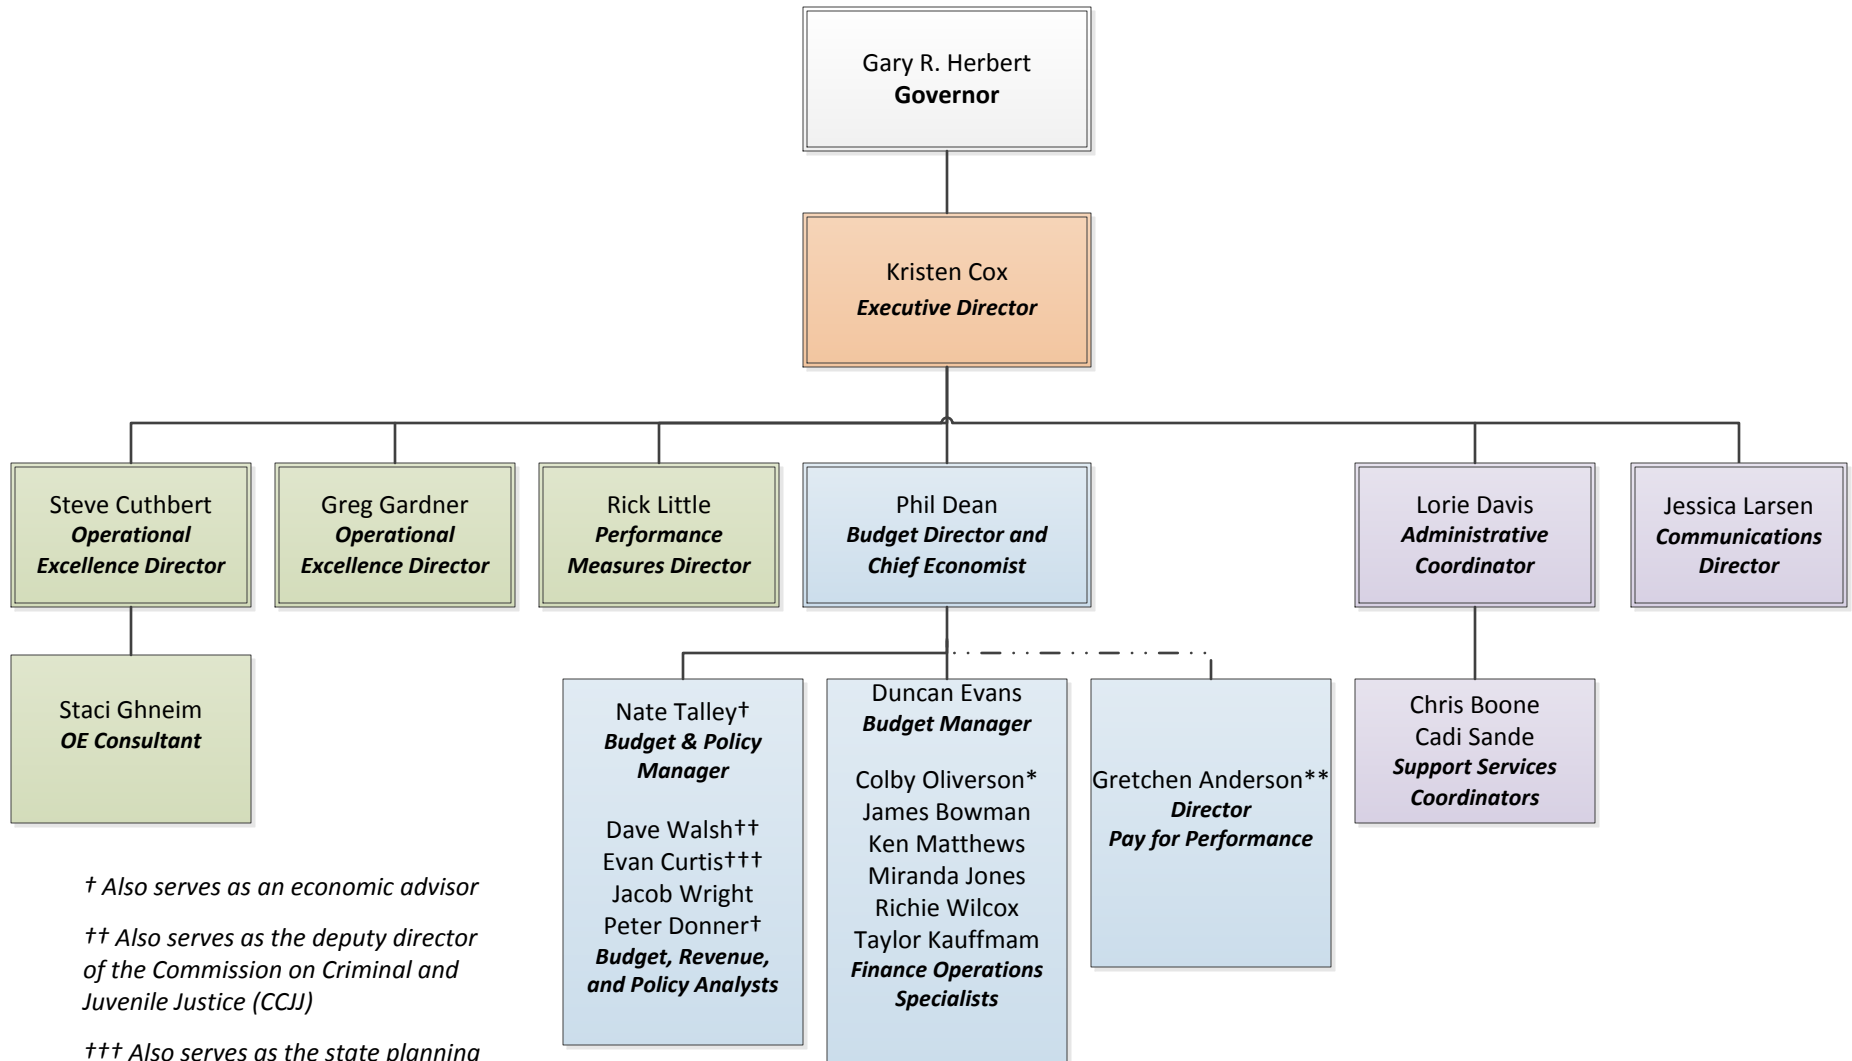 Gary R. Herbert
Governor
Kristen Cox
Executive Director
Steve Cuthbert
Operational
Excellence Director
Greg Gardner
Operational
Excellence Director
Rick Little
Performance
Measures Director
Phil Dean
Budget Director and
Chief Economist
Lorie Davis
Administrative
Coordinator
Jessica Larsen
Communications
Director
Staci Ghneim
OE Consultant
Nate Talley†
Budget & Policy
Manager
Dave Walsh††
Evan Curtis†††
Jacob Wright
Peter Donner†
Budget, Revenue,
and Policy Analysts
Duncan Evans
Budget Manager
Colby Oliverson*
James Bowman
Ken Matthews
Miranda Jones
Richie Wilcox
Taylor Kauffmam
Finance Operations
Specialists
Gretchen Anderson**
Director
Pay for Performance
Chris Boone
Cadi Sande
Support Services
Coordinators
† Also serves as an economic advisor
†† Also serves as the deputy director
of the Commission on Criminal and
Juvenile Justice (CCJJ)
††† Also serves as the state planning